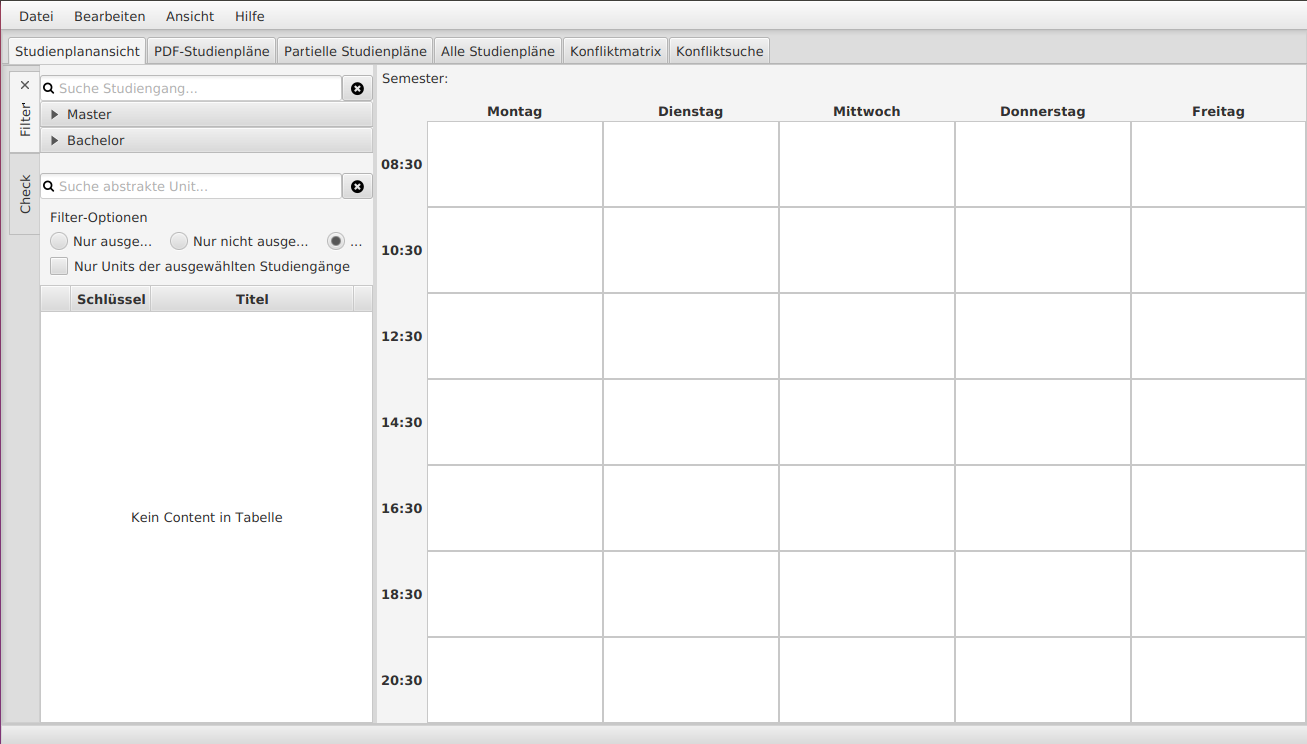 Datei Bearbeiten Ansicht Hilfe
Studienplanansicht PDF-Studienpläne Partielle Studienpläne Alle Studienpläne Konfliktmatrix Konfliktsuche
Filter
Check
Suche Studiengang...
Master
Bachelor
Suche abstrakte Unit...
Filter-Optionen
Nur ausge... Nur nicht ausge... ...
Nur Units der ausgewählten Studiengänge
Schlüssel Titel
Kein Content in Tabelle
Semester:
Montag Dienstag Mittwoch Donnerstag Freitag
08:30
10:30
12:30
14:30
16:30
18:30
20:30